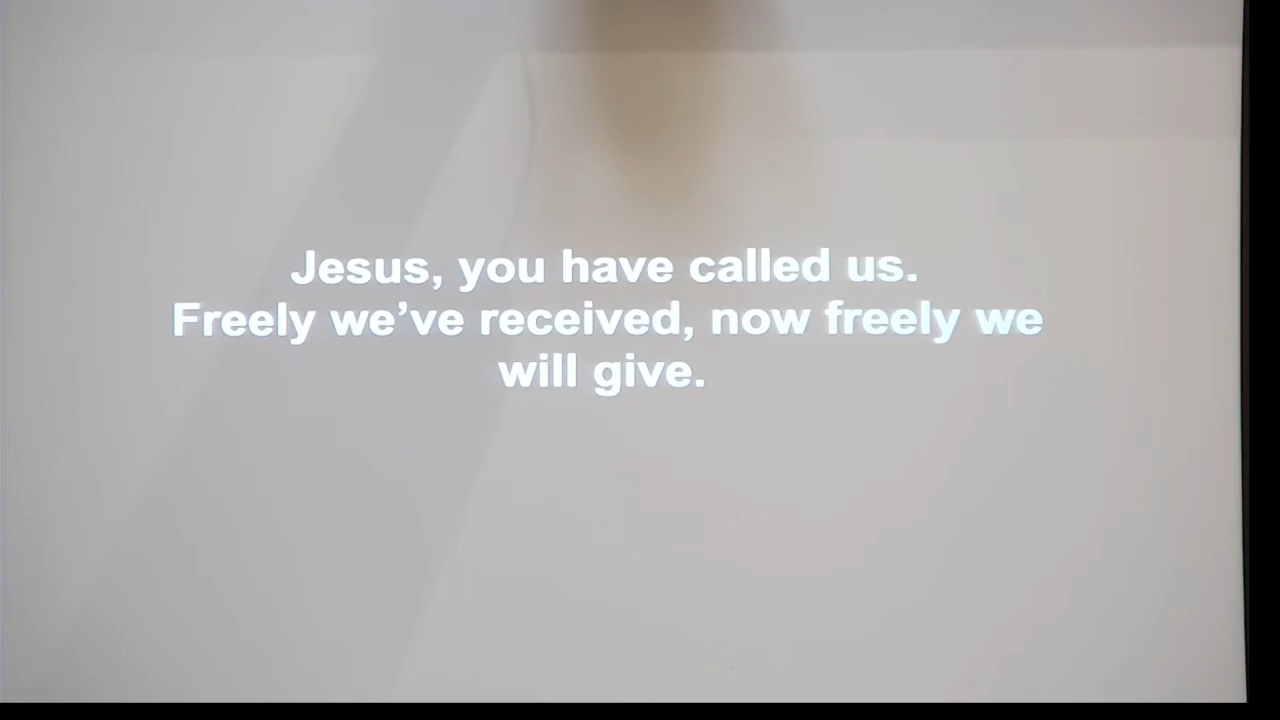 Jesus, you have called us.
Freely we’ve received, now freely we
will give.